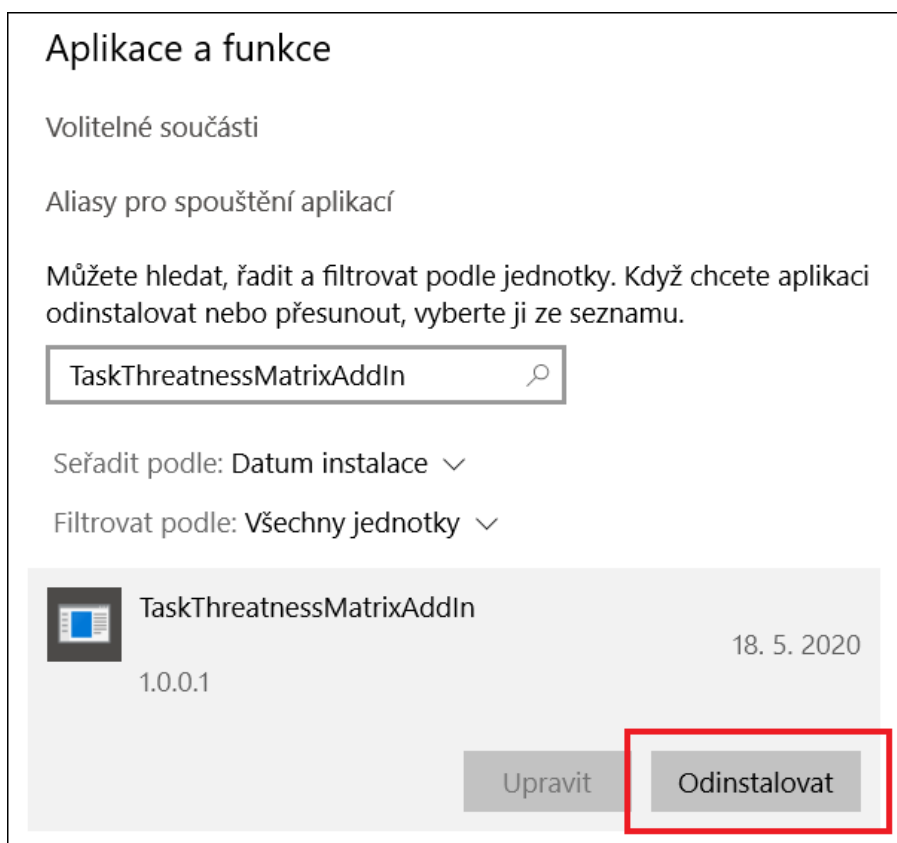 Aplikace a funkce
Volitelné součásti
Aliasy pro spouštění aplikací
Můžete hledat, řadit a filtrovat podle jednotky. Když chcete aplikaci
odinstalovat nebo přesunout, vyberte ji ze seznamu.
TaskThreatnessMatrixAddIn
Seřadit podle: Datum instalace
Filtrovat podle: Všechny jednotky
TaskThreatnessMatrixAddIn
18. 5. 2020
1.0.0.1
Upravit Odinstalovat